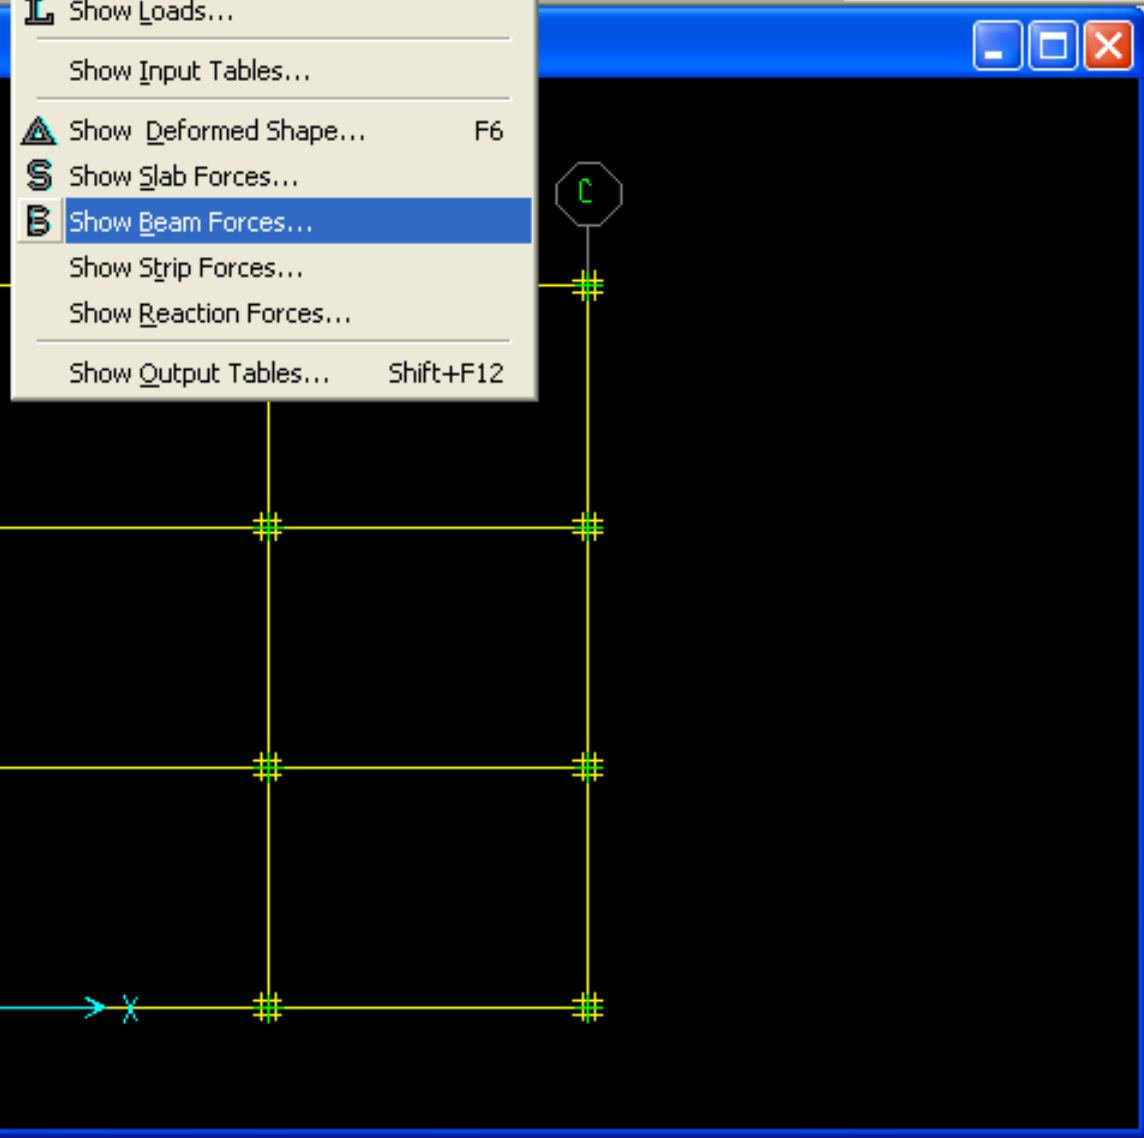 L Show Loads...
Show Input Tables...
Show Deformed Shape... F6
S Show Slab Forces...
B Show Beam Forces...
Show Strip Forces...
Show Reaction Forces...
Show Output Tables... Shift+F12
C
X